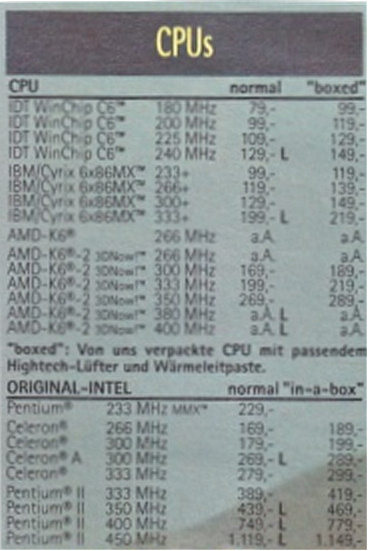 CPUs
CPU normal "boxed"
IDT WinChip C6™ 180 MHz 79,- 99,-
IDT WinChip C6™ 200 MHz 99,- 119,-
IDT WinChip C6™ 225 MHz 109,- 129,-
IDT WinChip C6™ 240 MHz 129,- L 149,-
IBM/Cyrix 6x86MX™ 233+ 99,- 119,-
IBM/Cyrix 6x86MX™ 266+ 119,- 139,-
IBM/Cyrix 6x86MX™ 300+ 129,- 149,-
IBM/Cyrix 6x86MX™ 333+ 199,- L 219,-
AMD-K6® 266 MHz a.A. a.A.
AMD-K6®-2 3DNow!™ 266 MHz a.A. a.A.
AMD-K6®-2 3DNow!™ 300 MHz 169,- 189,-
AMD-K6®-2 3DNow!™ 333 MHz 199,- 219,-
AMD-K6®-2 3DNow!™ 350 MHz 269,- 289,-
AMD-K6®-2 3DNow!™ 380 MHz a.A. L a.A.
AMD-K6®-2 3DNow!™ 400 MHz a.A. L a.A.
"boxed": Von uns verpackte CPU mit passendem
Hightech-Lüfter und Wärmeleitpaste.
ORIGINAL-INTEL normal "in-a-box"
Pentium® 233 MHz MMX™ 229,-
Celeron® 266 MHz 169,- 189,-
Celeron® 300 MHz 179,- 199,-
Celeron® A 300 MHz 269,- L 289,-
Celeron® 333 MHz 279,- 299,-
Pentium® II 333 MHz 389,- 419,-
Pentium® II 350 MHz 439,- L 469,-
Pentium® II 400 MHz 749,- L 779,-
Pentium® II 450 MHz 1.119,- L 1.149,-